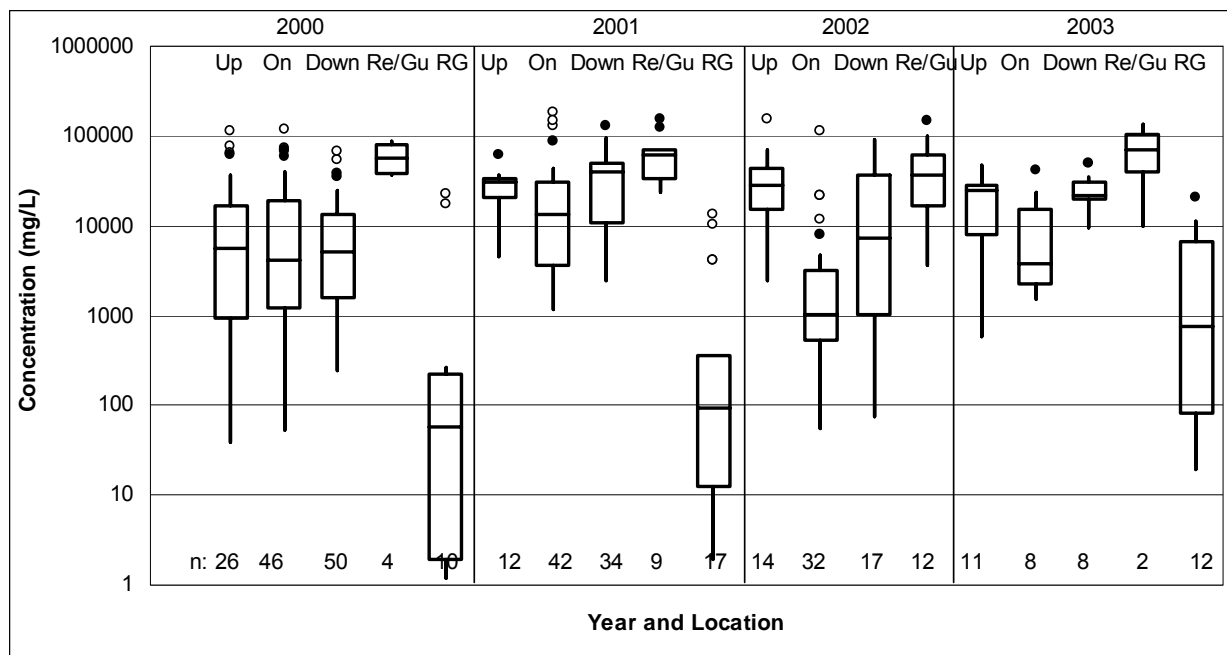 2000 2001 2002 2003
Up On Down Re/Gu RG Up On Down Re/Gu RG Up On Down Re/Gu Up On Down Re/Gu RG
1000000
100000
10000
1000
100
10
1
Concentration (mg/L)
n: 26 46 50 4 10 12 42 34 9 17 14 32 17 12 11 8 8 2 12
Year and Location